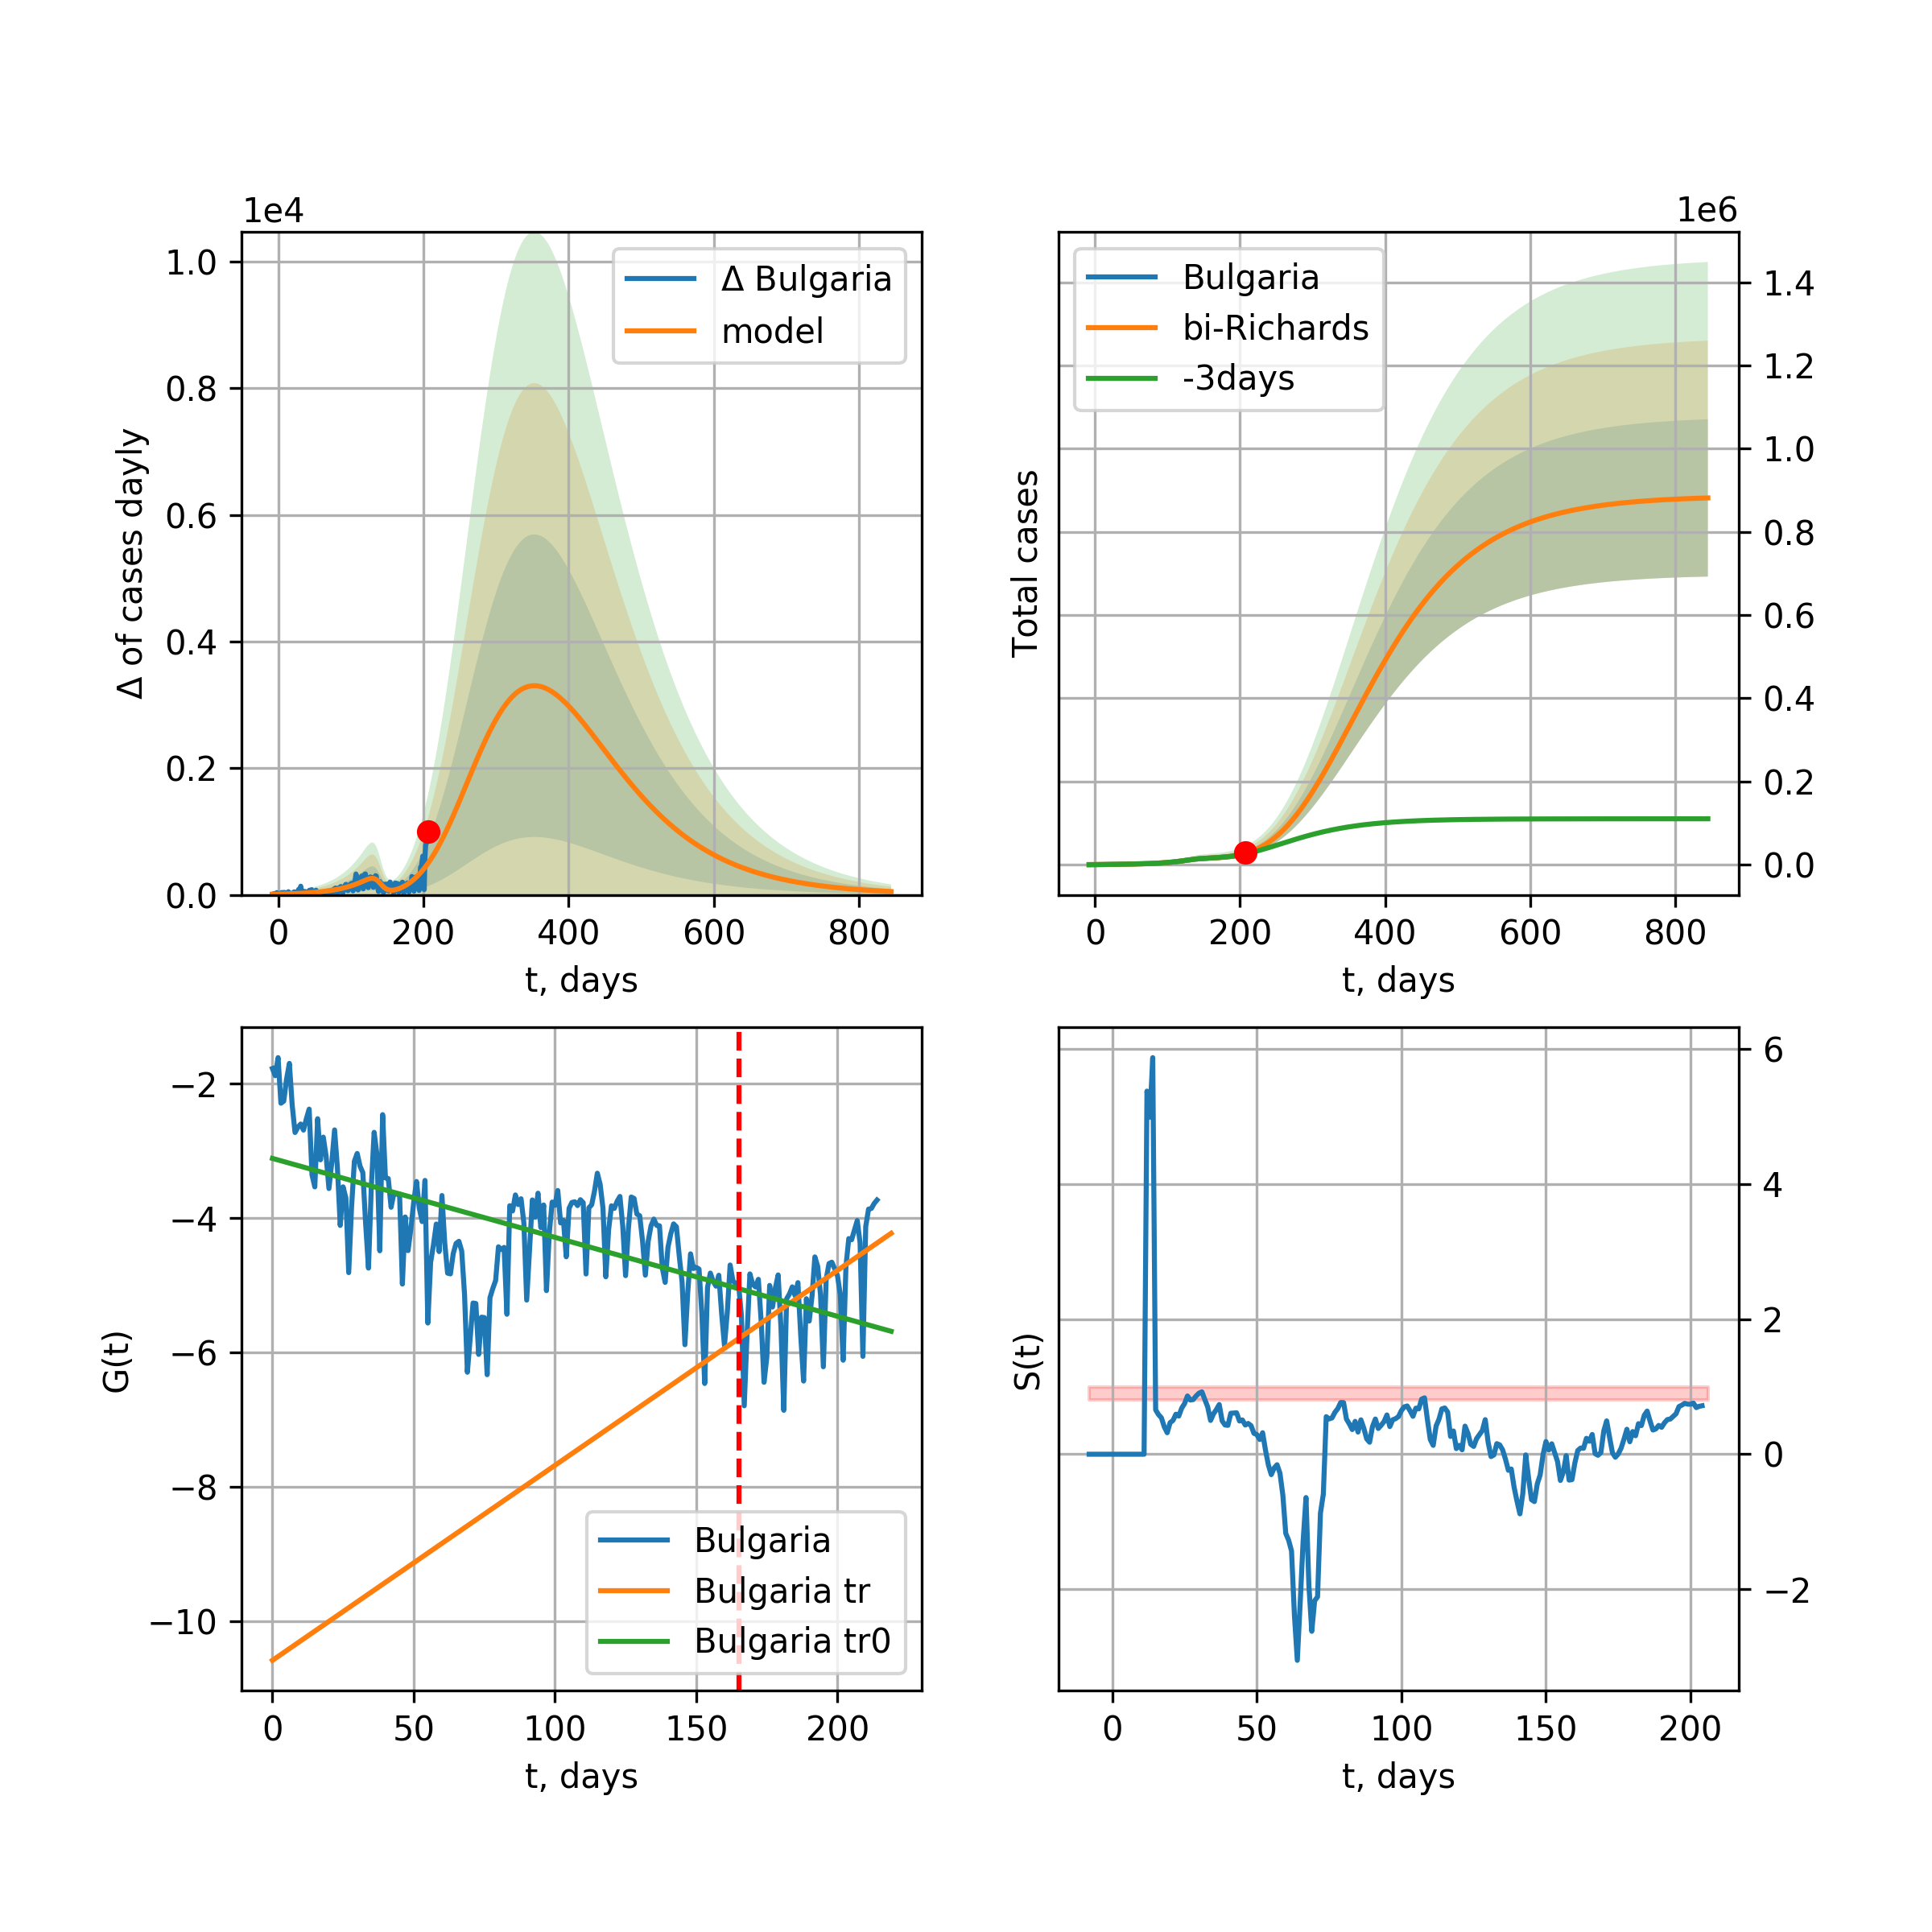 1e4
Δ of cases dayly
1.0
0.8
0.6
0.4
0.2
0.0
0 200 400 600 800
t, days
Δ Bulgaria
model
1e6
Total cases
1.4
1.2
1.0
0.8
0.6
0.4
0.2
0.0
0 200 400 600 800
t, days
Bulgaria
bi-Richards
-3days
G(t)
−2
−4
−6
−8
−10
0 50 100 150 200
t, days
Bulgaria
Bulgaria tr
Bulgaria tr0
S(t)
6
4
2
0
−2
0 50 100 150 200
t, days